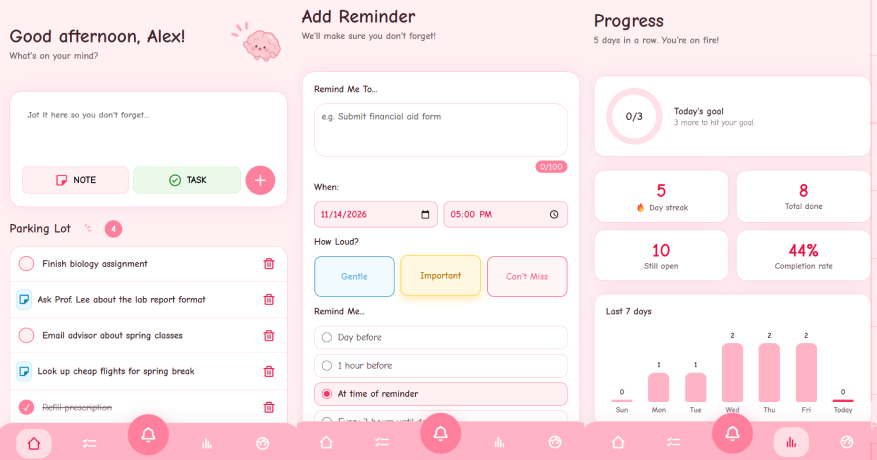 Good afternoon, Alex!
What's on your mind?
Jot it here so you don't forget..
NOTE
TASK
Parking Lot
4
Finish biology assignment
Ask Prof. Lee about the lab report format
Email advisor about spring classes
Look up cheap flights for spring break
Refill prescription
Add Reminder
We'll make sure you don't forget!
Remind Me To...
e.g. Submit financial aid form
0/100
When:
11/14/2026
05:00 PM
How Loud?
Gentle
Important
Can't Miss
Remind Me...
Day before
1 hour before
At time of reminder
Every 2 hours until
Progress
5 days in a row. You're on fire!
0/3
Today's goal
3 more to hit your goal.
5
Day streak
8
Total done
10
Still open
44%
Completion rate
Last 7 days
0 1 1 2 2 2 0
Sun Mon Tue Wed Thu Fri Today